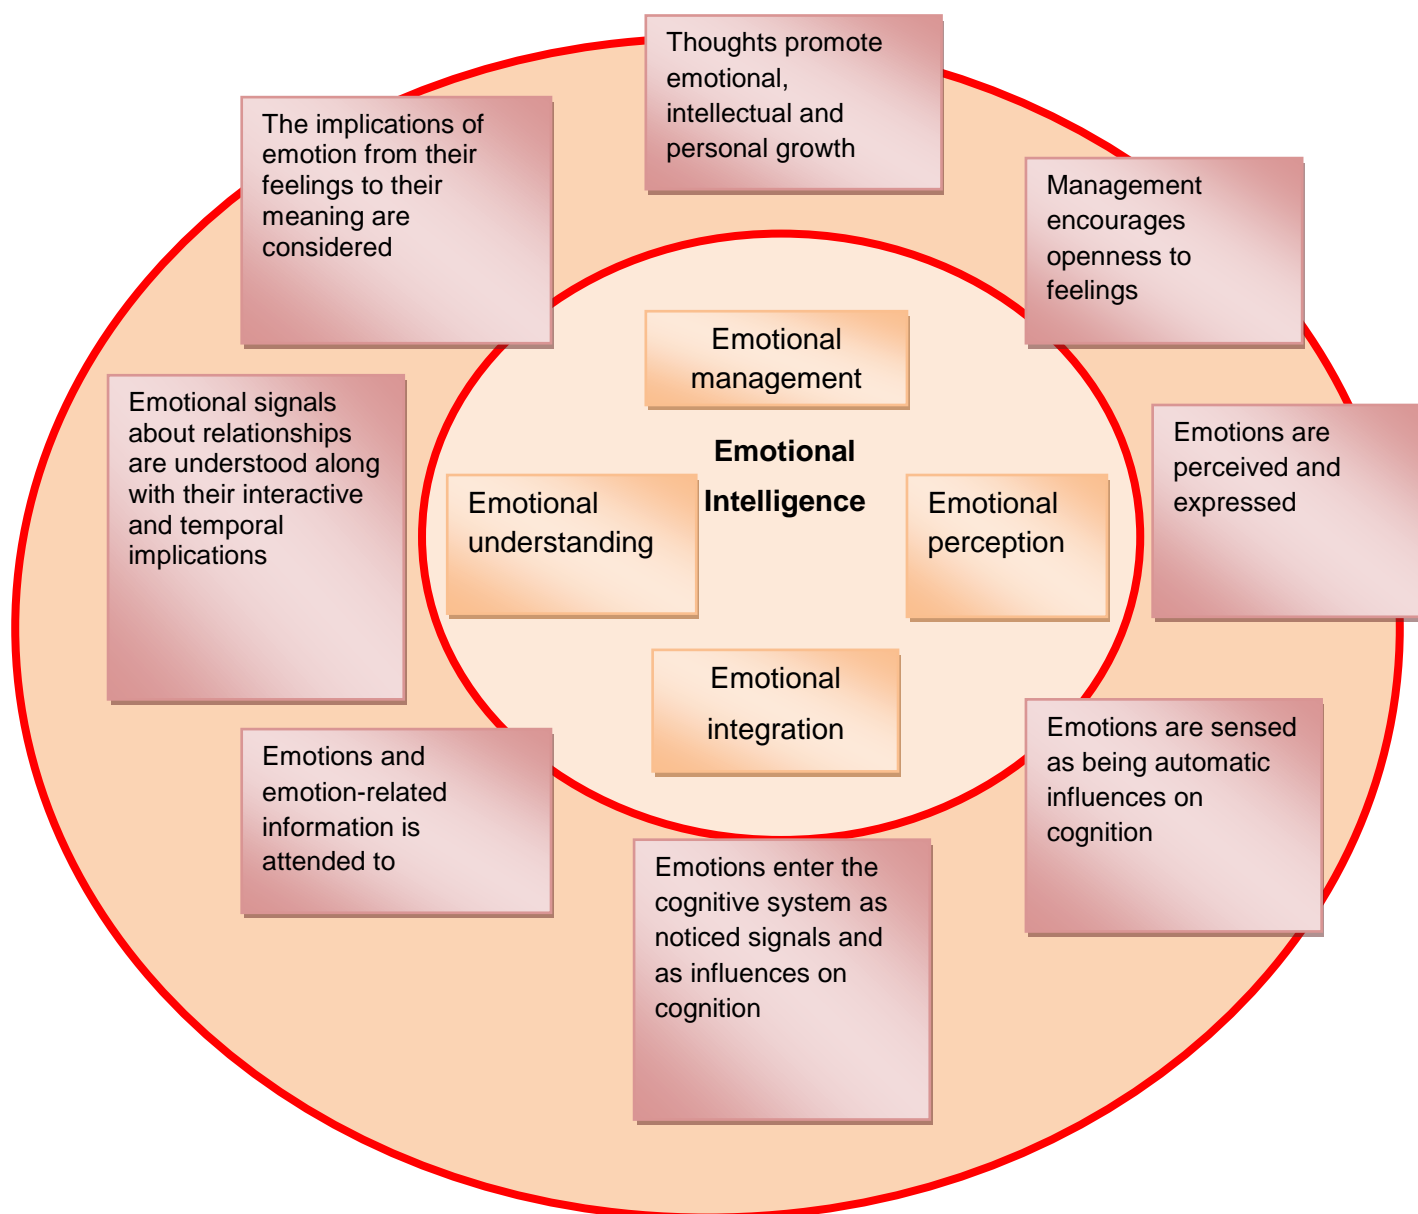 Thoughts promote
emotional,
intellectual and
personal growth
The implications of
emotion from their
feelings to their
meaning are
considered
Management
encourages
openness to
feelings
Emotional
management
Emotional signals
about relationships
are understood along
with their interactive
and temporal
implications
Emotional
understanding
Emotional
Intelligence
Emotional
perception
Emotions are
perceived and
expressed
Emotional
integration
Emotions and
emotion-related
information is
attended to
Emotions enter the
cognitive system as
noticed signals and
as influences on
cognition
Emotions are sensed
as being automatic
influences on
cognition